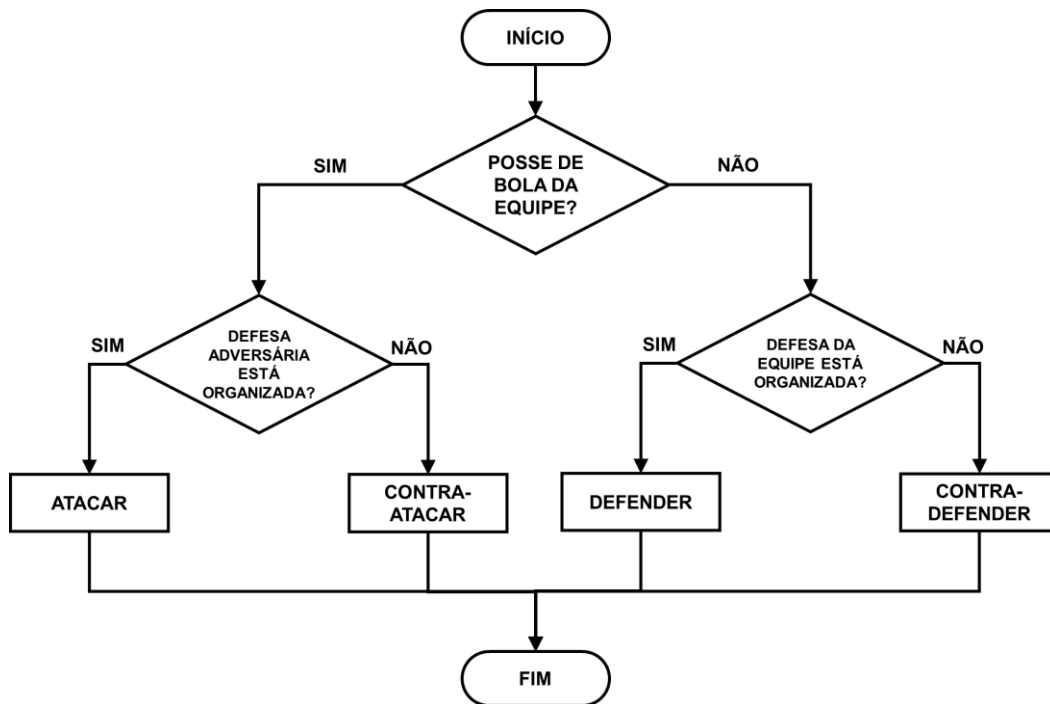 INÍCIO
POSSE DE
BOLA DA
EQUIPE?
SIM
NÃO
DEFESA
ADVERSÁRIA
ESTÁ
ORGANIZADA?
SIM
NÃO
DEFESA DA
EQUIPE ESTÁ
ORGANIZADA?
SIM
NÃO
ATACAR
CONTRA-
ATACAR
DEFENDER
CONTRA-
DEFENDER
FIM